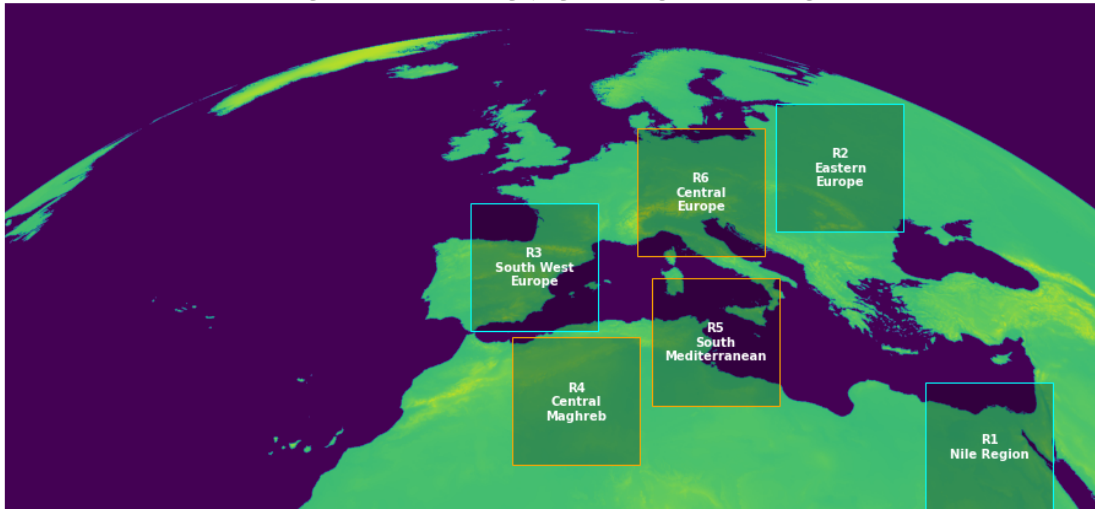 R2
Eastern
Europe
R6
Central
Europe
R3
South West
Europe
R5
South
Mediterranean
R4
Central
Maghreb
R1
Nile Region